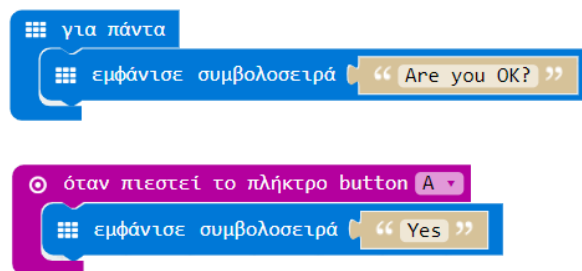 για πάντα
εμφάνισε συμβολοσειρά “ Are you OK? ”
όταν πιεστεί το πλήκτρο button A
εμφάνισε συμβολοσειρά “ Yes ”